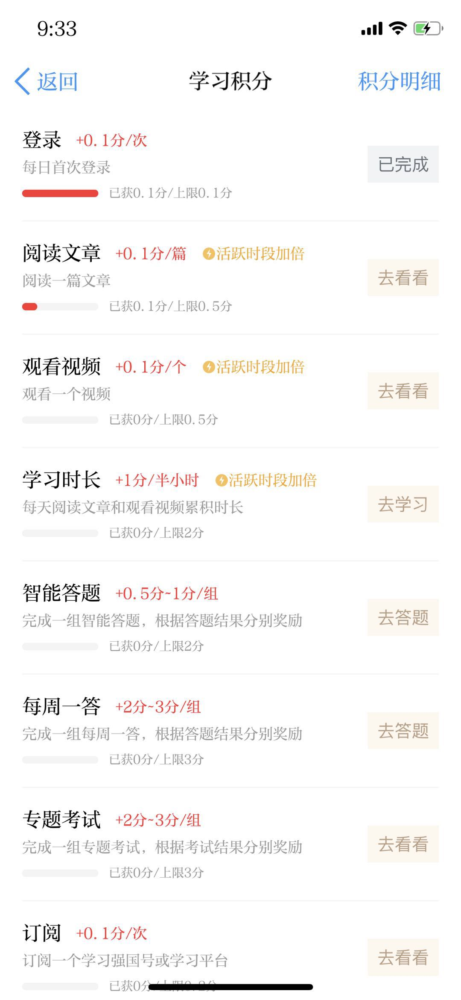 9:33
返回 学习积分 积分明细
登录 +0.1分/次
每日首次登录
已完成
已获0.1分/上限0.1分
阅读文章 +0.1分/篇 活跃时段加倍
阅读一篇文章
去看看
已获0.1分/上限0.5分
观看视频 +0.1分/个 活跃时段加倍
观看一个视频
去看看
已获0分/上限0.5分
学习时长 +1分/半小时 活跃时段加倍
每天阅读文章和观看视频累积时长
去学习
已获0分/上限2分
智能答题 +0.5分~1分/组
完成一组智能答题，根据答题结果分别奖励
去答题
已获0分/上限2分
每周一答 +2分~3分/组
完成一组每周一答，根据答题结果分别奖励
去答题
已获0分/上限3分
专题考试 +2分~3分/组
完成一组专题考试，根据考试结果分别奖励
去看看
已获0分/上限3分
订阅 +0.1分/次
订阅一个学习强国号或学习平台
去看看
已获0分/上限0.2分